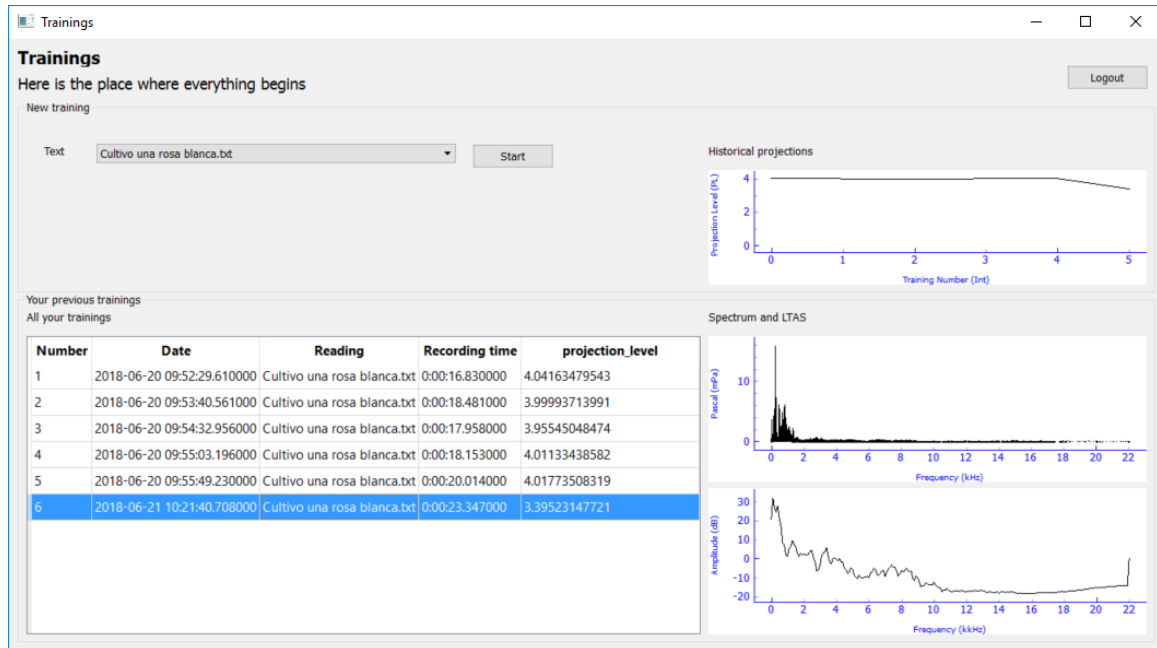 Trainings
Trainings
Here is the place where everything begins
Logout
New training
Text
Cultivo una rosa blanca.txt
Start
Historical projections
Projection Level (PL)
4
2
0
0 1 2 3 4 5
Training Number (Int)
Your previous trainings
All your trainings
Number Date Reading Recording time projection_level
1 2018-06-20 09:52:29.610000 Cultivo una rosa blanca.txt 0:00:16.830000 4.04163479543
2 2018-06-20 09:53:40.561000 Cultivo una rosa blanca.txt 0:00:18.481000 3.99993713991
3 2018-06-20 09:54:32.956000 Cultivo una rosa blanca.txt 0:00:17.958000 3.95545048474
4 2018-06-20 09:55:03.196000 Cultivo una rosa blanca.txt 0:00:18.153000 4.01133438582
5 2018-06-20 09:55:49.230000 Cultivo una rosa blanca.txt 0:00:20.014000 4.01773508319
6 2018-06-21 10:21:40.708000 Cultivo una rosa blanca.txt 0:00:23.347000 3.39523147721
Spectrum and LTAS
Pascal (mPa)
10
0
0 2 4 6 8 10 12 14 16 18 20 22
Frequency (kHz)
Amplitude (dB)
30
20
10
0
-10
-20
0 2 4 6 8 10 12 14 16 18 20 22
Frequency (kkHz)